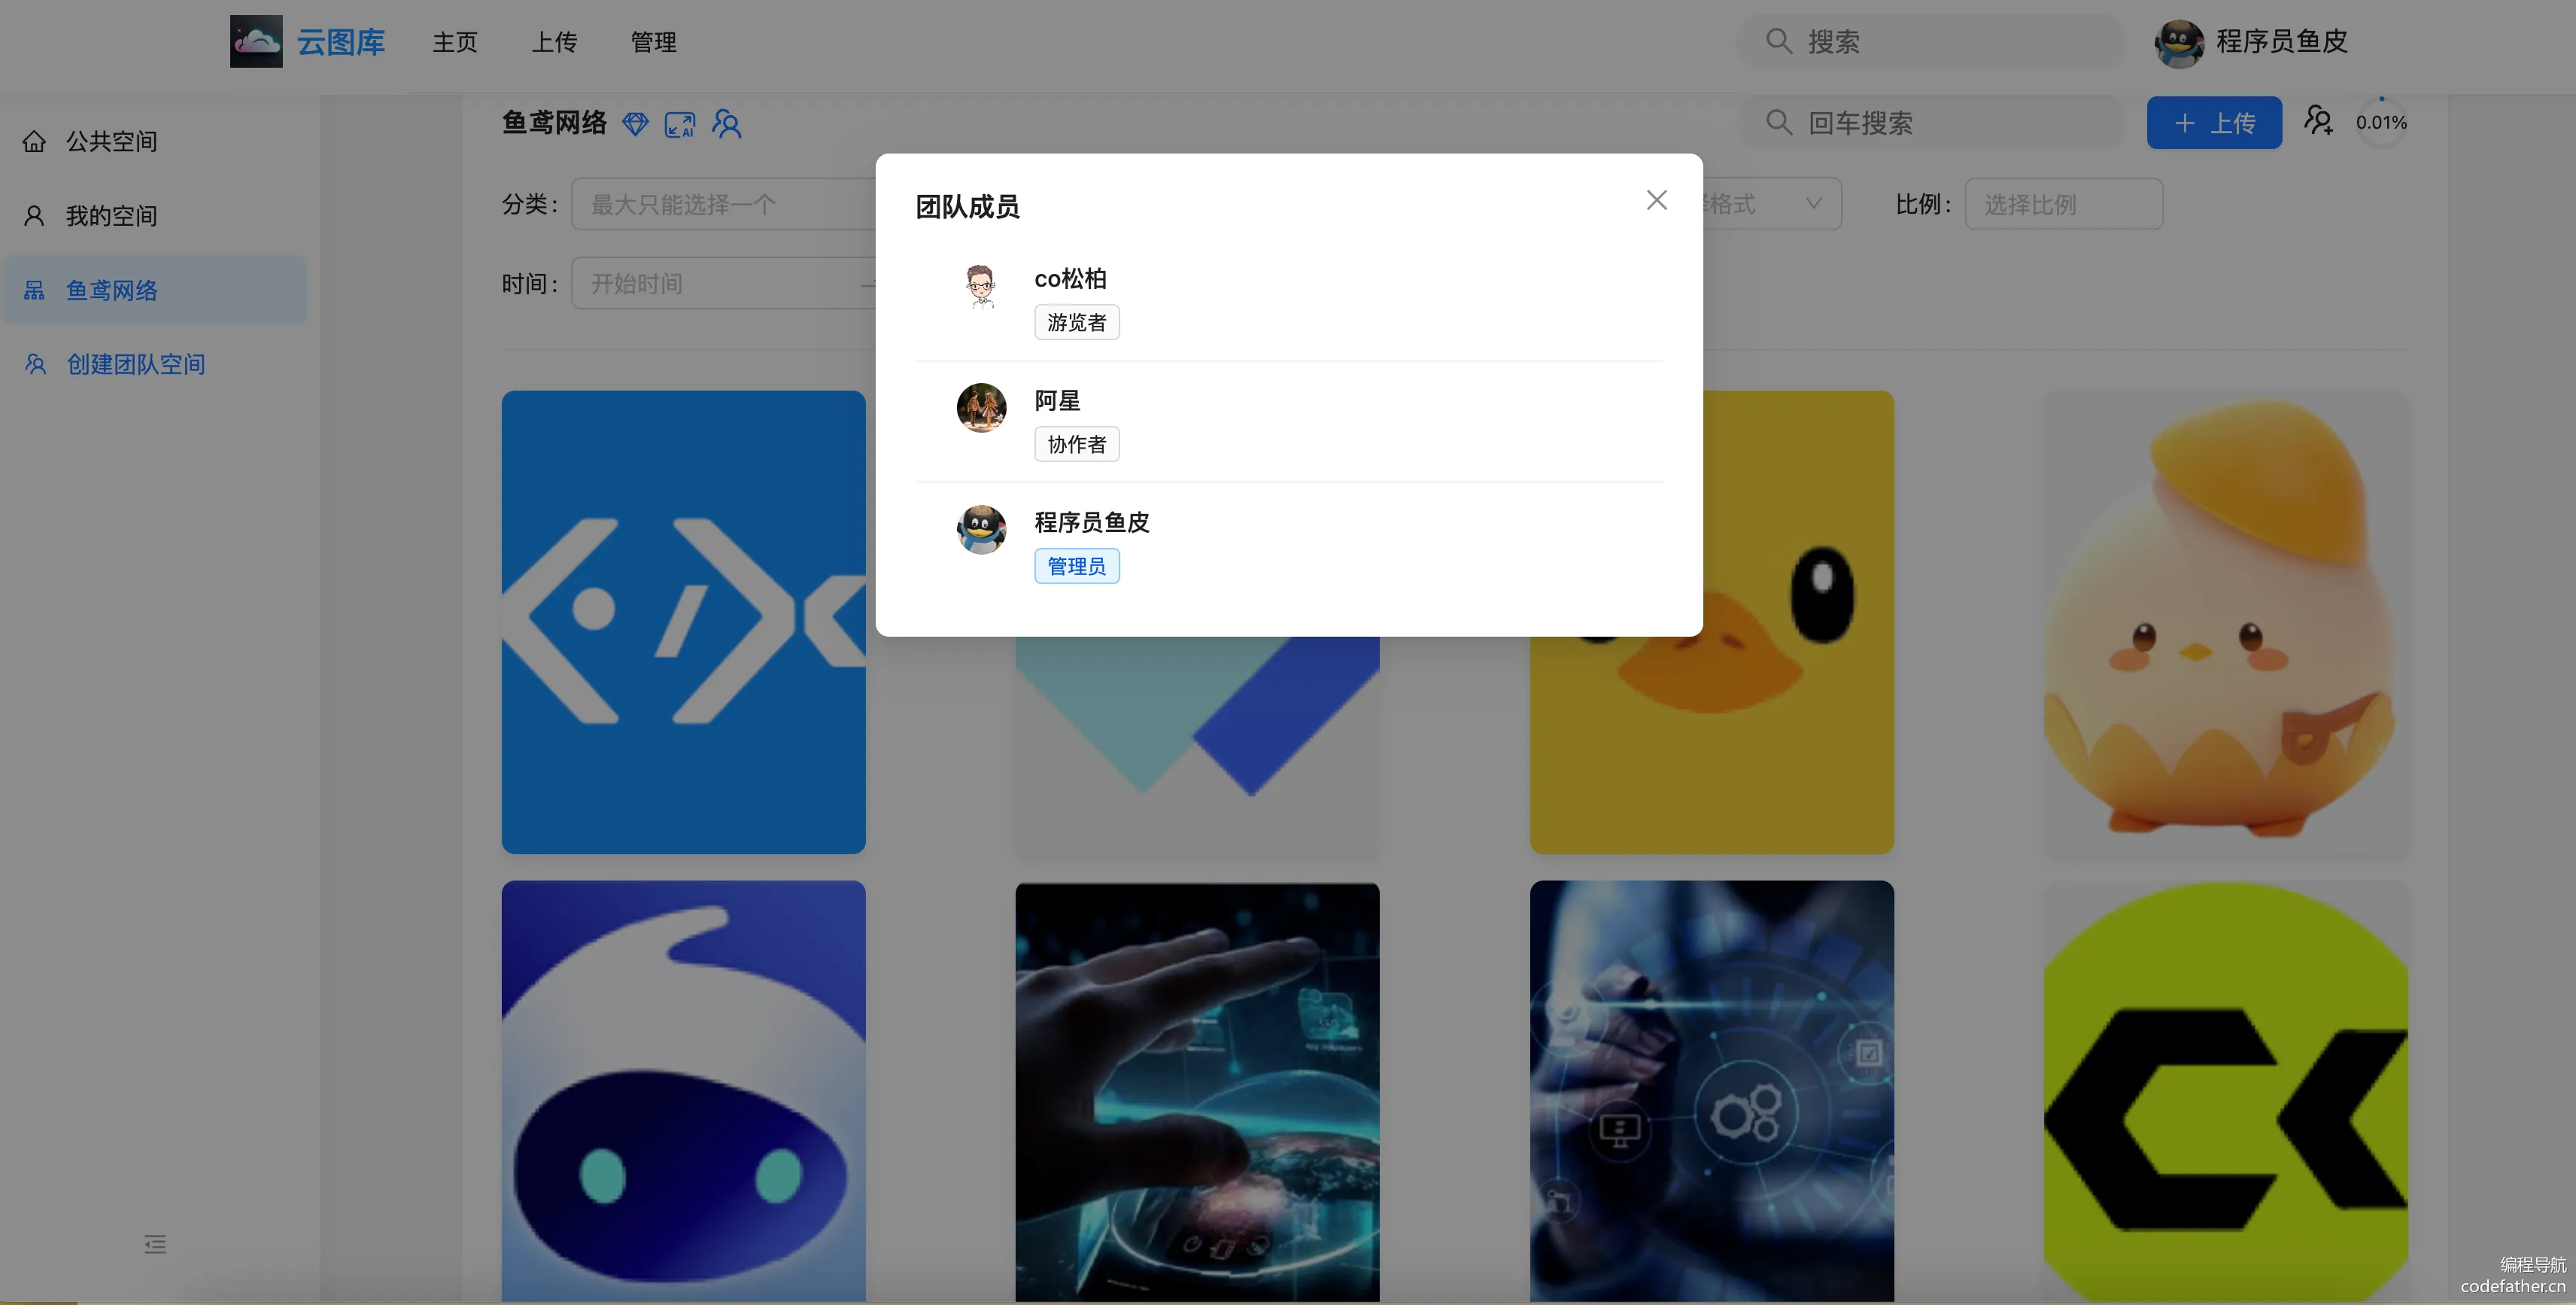 云图库
主页
上传
管理
搜索
程序员鱼皮
公共空间
我的空间
鱼鸢网络
创建团队空间
鱼鸢网络
AI
回车搜索
+ 上传
0.01%
分类：
最大只能选择一个
格式
比例：
选择比例
时间：
开始时间
团队成员
co松柏
游览者
阿星
协作者
程序员鱼皮
管理员
编程导航
codefather.cn